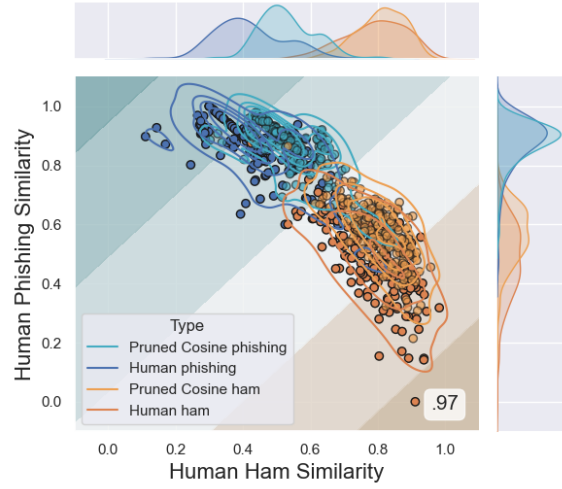 Human Phishing Similarity
1.0
0.8
0.6
0.4
0.2
0.0
Type
Pruned Cosine phishing
Human phishing
Pruned Cosine ham
Human ham
.97
0.0 0.2 0.4 0.6 0.8 1.0
Human Ham Similarity